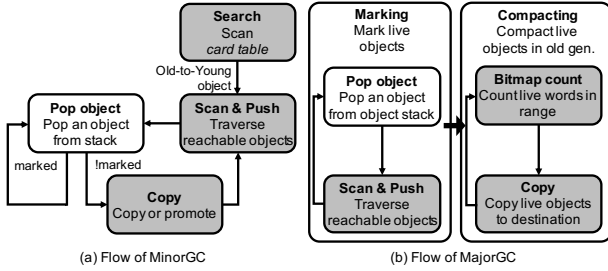 Search
Scan
card table
Old-to-Young
object
Pop object
Pop an object
from stack
Scan & Push
Traverse
reachable objects
marked
!marked
Copy
Copy or promote
(a) Flow of MinorGC
Marking
Mark live
objects
Pop object
Pop an object
from object stack
Scan & Push
Traverse
reachable objects
Compacting
Compact live
objects in old gen.
Bitmap count
Count live words in
range
Copy
Copy live objects
to destination
(b) Flow of MajorGC